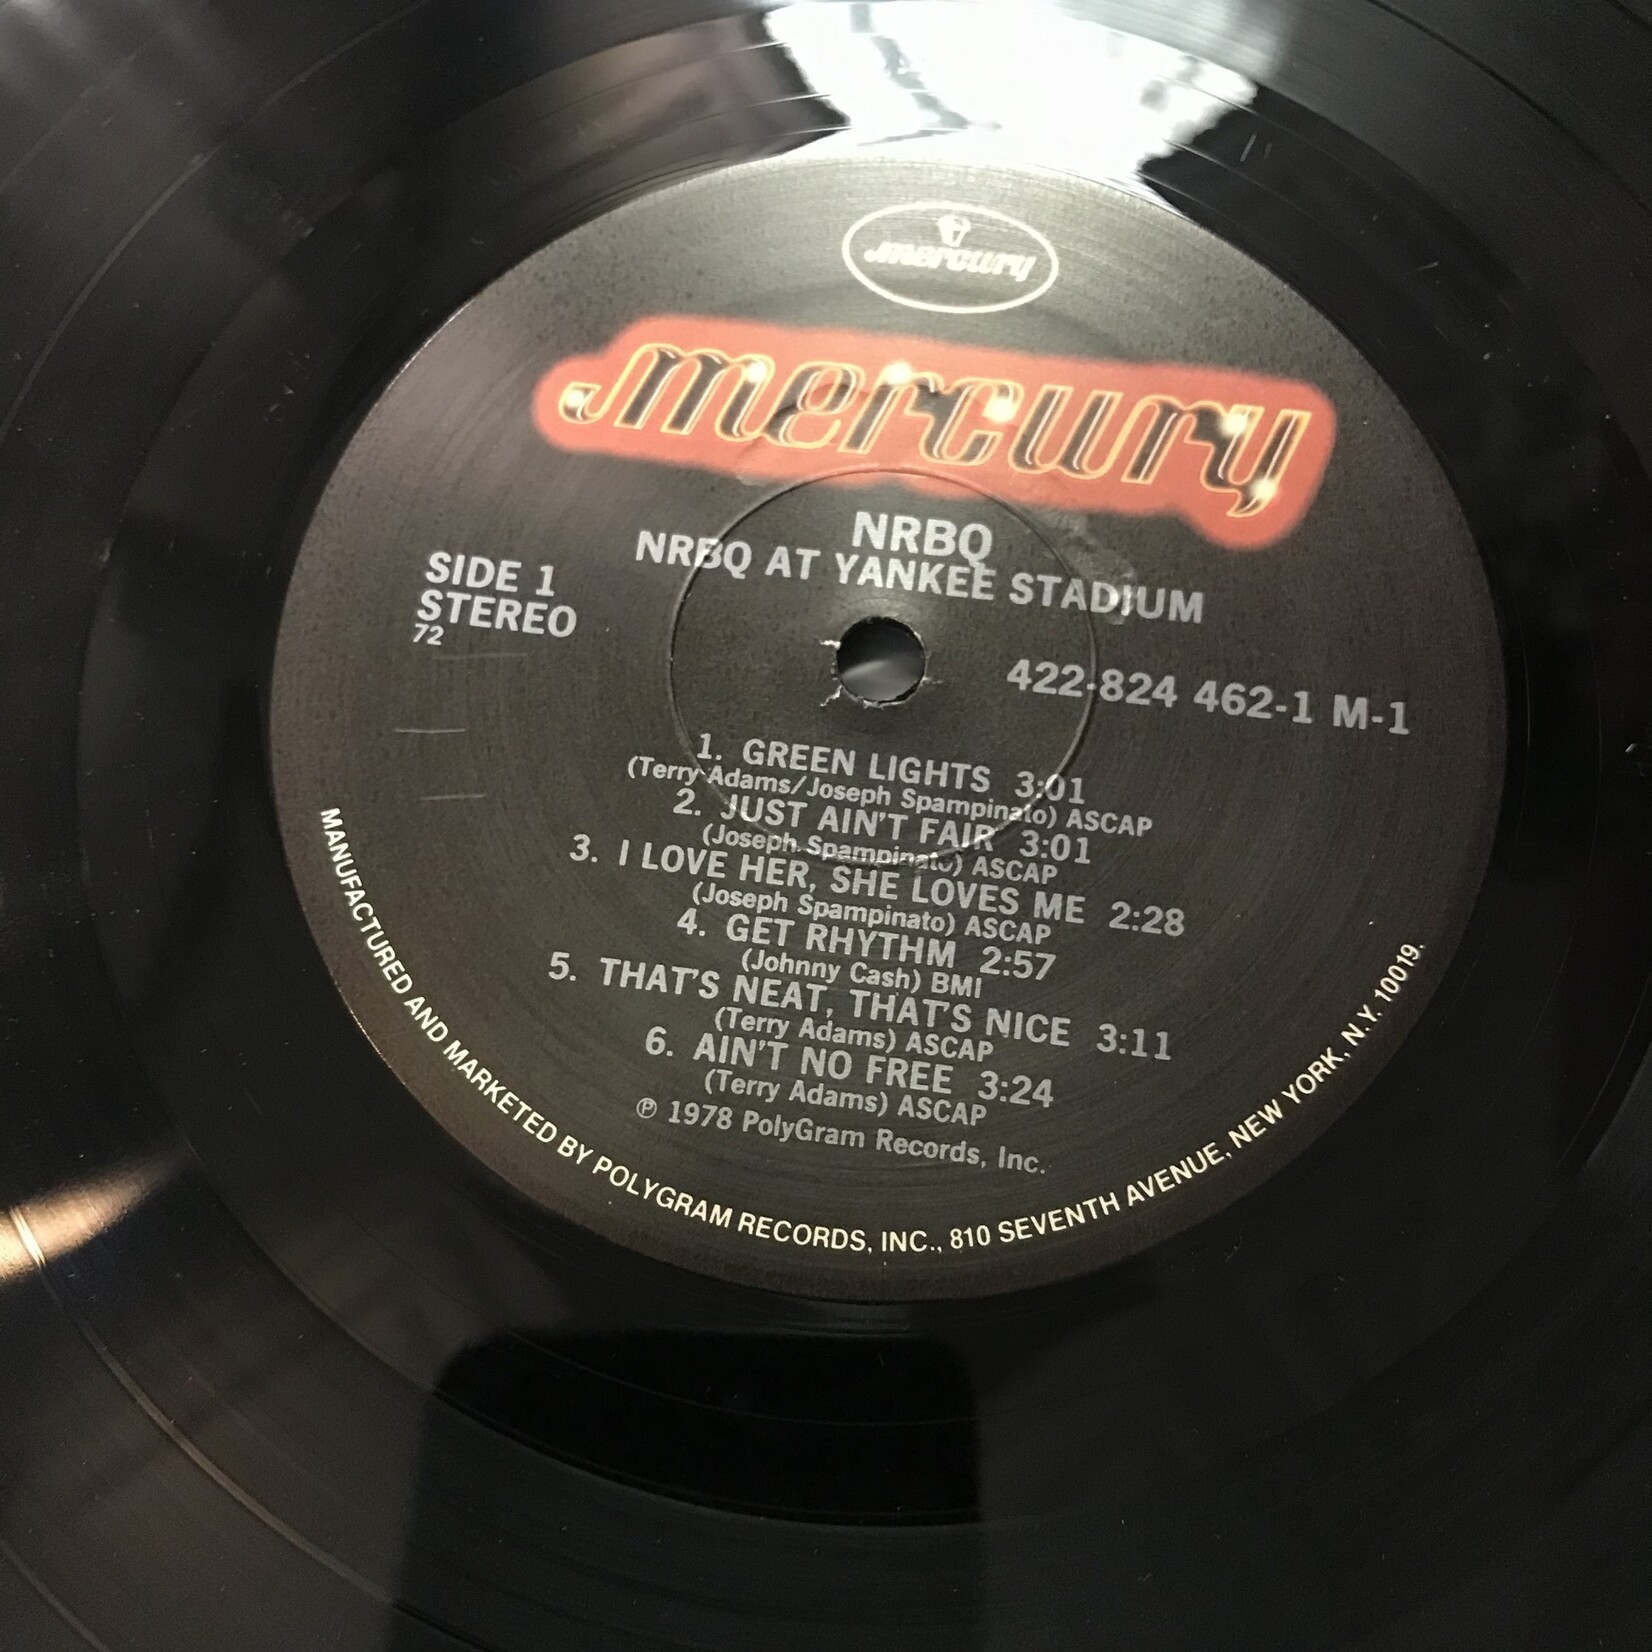 mercury
mercury
NRBQ
NRBQ AT YANKEE STADIUM
SIDE 1
STEREO
72
422-824 462-1 M-1
1. GREEN LIGHTS 3:01
(Terry Adams/Joseph Spampinato) ASCAP
2. JUST AIN'T FAIR 3:01
(Joseph Spampinato) ASCAP
3. I LOVE HER, SHE LOVES ME 2:28
(Joseph Spampinato) ASCAP
4. GET RHYTHM 2:57
(Johnny Cash) BMI
5. THAT'S NEAT, THAT'S NICE 3:11
(Terry Adams) ASCAP
6. AIN'T NO FREE 3:24
(Terry Adams) ASCAP
℗ 1978 PolyGram Records, Inc.
MANUFACTURED AND MARKETED BY POLYGRAM RECORDS, INC., 810 SEVENTH AVENUE, NEW YORK, N.Y. 10019.